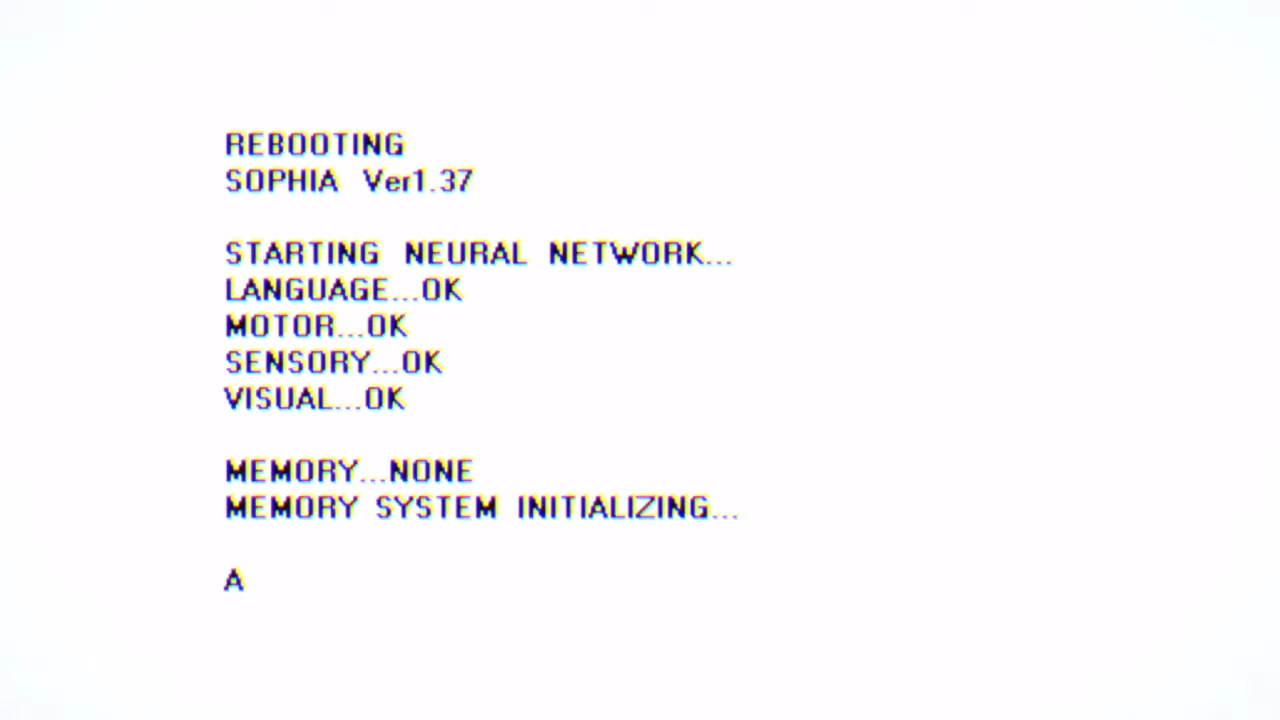 REBOOTING
SOPHIA Ver1.37
STARTING NEURAL NETWORK...
LANGUAGE...OK
MOTOR...OK
SENSORY...OK
VISUAL...OK
MEMORY...NONE
MEMORY SYSTEM INITIALIZING...
A